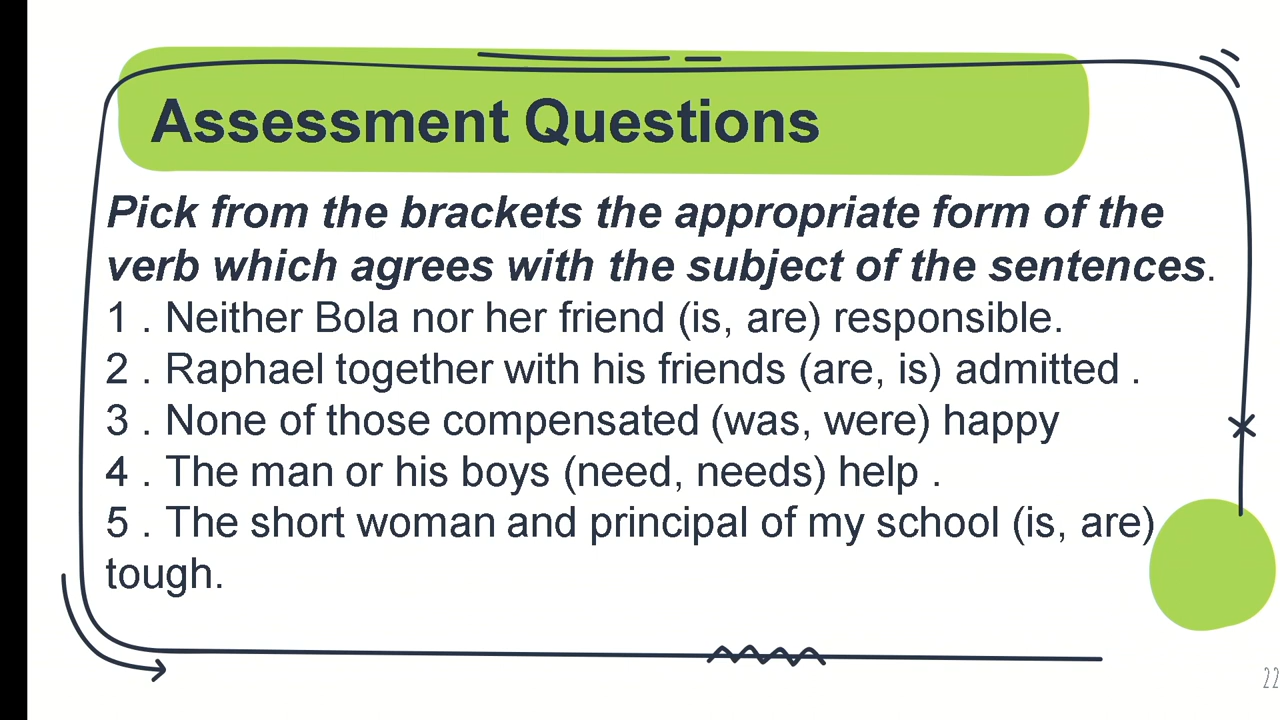 Assessment Questions
Pick from the brackets the appropriate form of the
verb which agrees with the subject of the sentences.
1 . Neither Bola nor her friend (is, are) responsible.
2 . Raphael together with his friends (are, is) admitted .
3 . None of those compensated (was, were) happy
4 . The man or his boys (need, needs) help .
5 . The short woman and principal of my school (is, are)
tough.
22